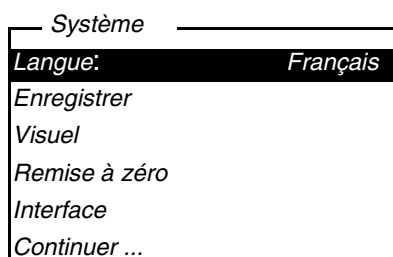 Système
Langue: Français
Enregistrer
Visuel
Remise à zéro
Interface
Continuer ...